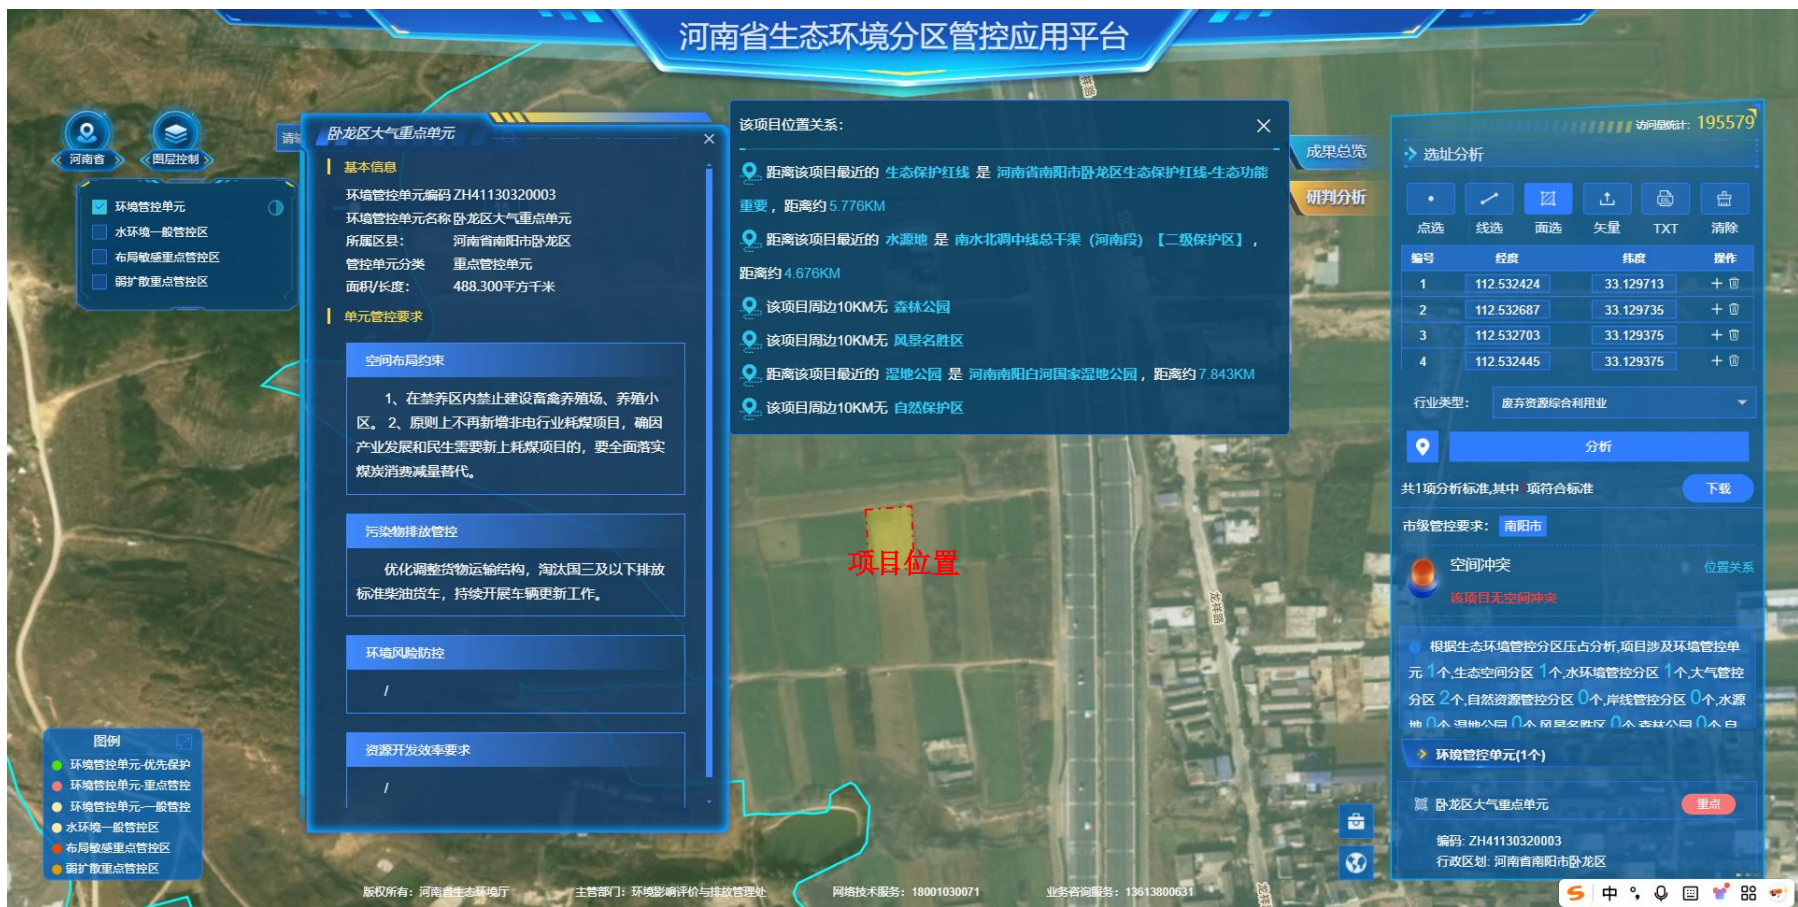 河南省生态环境分区管控应用平台
河南省
图层控制
环境管控单元
水环境一般管控区
布局敏感重点管控区
弱扩散重点管控区
卧龙区大气重点单元
基本信息
环境管控单元编码 ZH41130320003
环境管控单元名称 卧龙区大气重点单元
所属区县: 河南省南阳市卧龙区
管控单元分类 重点管控单元
面积/长度: 488.300平方千米
单元管控要求
空间布局约束
1、在禁养区内禁止建设畜禽养殖场、养殖小
区。 2、原则上不再新增非电行业耗煤项目，确因
产业发展和民生需要新上耗煤项目的，要全面落实
煤炭消费减量替代。
污染物排放管控
优化调整货物运输结构，淘汰国三及以下排放
标准柴油货车，持续开展车辆更新工作。
环境风险防控
/
资源开发效率要求
/
该项目位置关系:
距离该项目最近的 生态保护红线 是 河南省南阳市卧龙区生态保护红线-生态功能
重要， 距离约5.776KM
距离该项目最近的 水源地 是 南水北调中线总干渠（河南段）【二级保护区】，
距离约4.676KM
该项目周边10KM无 森林公园
该项目周边10KM无 风景名胜区
距离该项目最近的 湿地公园 是 河南南阳白河国家湿地公园， 距离约7.843KM
该项目周边10KM无 自然保护区
成果总览
研判分析
项目位置
龙祥路
访问量统计: 195579
选址分析
点选 线选 面选 矢量 TXT 清除
编号 经度 纬度 操作
1 112.532424 33.129713
2 112.532687 33.129735
3 112.532703 33.129375
4 112.532445 33.129375
行业类型: 废弃资源综合利用业
分析
共1项分析标准,其中 项符合标准
下载
市级管控要求: 南阳市
空间冲突
位置关系
该项目无空间冲突
根据生态环境管控分区压占分析,项目涉及环境管控单
元 1个,生态空间分区 1个,水环境管控分区 1个,大气管控
分区 2个,自然资源管控分区 0个,岸线管控分区 0个,水源
地 0个,湿地公园 0个,风景名胜区 0个,森林公园 0个,自
环境管控单元(1个)
卧龙区大气重点单元 重点
编码: ZH41130320003
行政区划: 河南省南阳市卧龙区
图例
环境管控单元-优先保护
环境管控单元-重点管控
环境管控单元-一般管控
水环境一般管控区
布局敏感重点管控区
弱扩散重点管控区
版权所有：河南省生态环境厅 主管部门：环境影响评价与排放管理处 网络技术服务：18001030071 业务咨询服务：13613800631
中